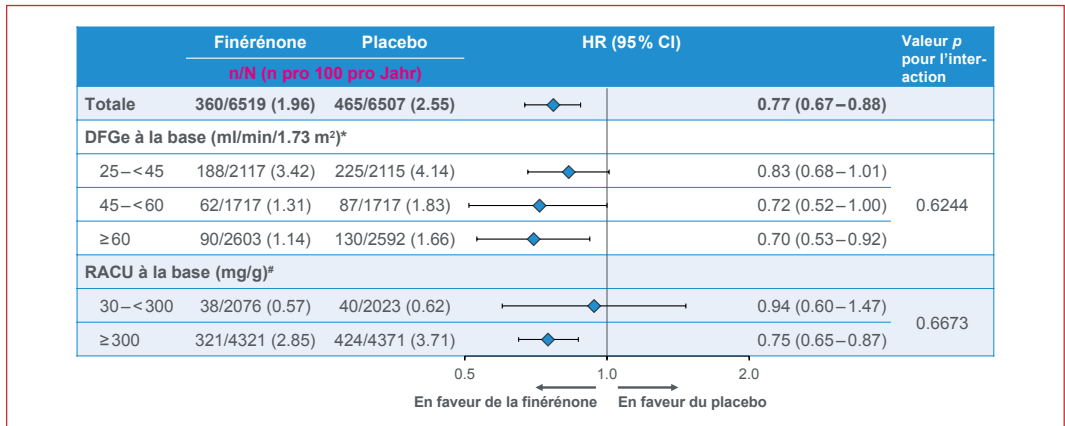 Finérénone Placebo HR (95% CI) Valeur p
pour l'inter-
action
n/N (n pro 100 pro Jahr)
Totale 360/6519 (1.96) 465/6507 (2.55) 0.77 (0.67–0.88)
DFGe à la base (ml/min/1.73 m²)*
25–<45 188/2117 (3.42) 225/2115 (4.14) 0.83 (0.68–1.01)
45–<60 62/1717 (1.31) 87/1717 (1.83) 0.72 (0.52–1.00) 0.6244
≥60 90/2603 (1.14) 130/2592 (1.66) 0.70 (0.53–0.92)
RACU à la base (mg/g)#
30–<300 38/2076 (0.57) 40/2023 (0.62) 0.94 (0.60–1.47)
0.6673
≥300 321/4321 (2.85) 424/4371 (3.71) 0.75 (0.65–0.87)
0.5 1.0 2.0
En faveur de la finérénone En faveur du placebo